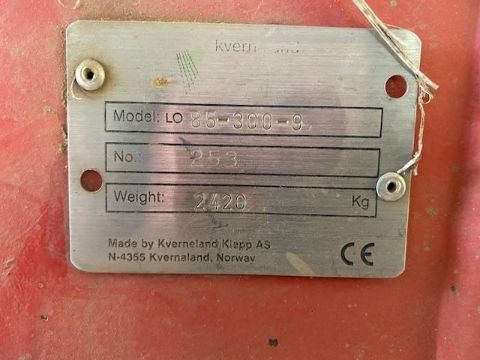 kverneland
Model: LO 85-300-9
No.: 253
Weight: 2420 Kg
Made by Kverneland Klepp AS
N-4355 Kvernaland, Norway
CE